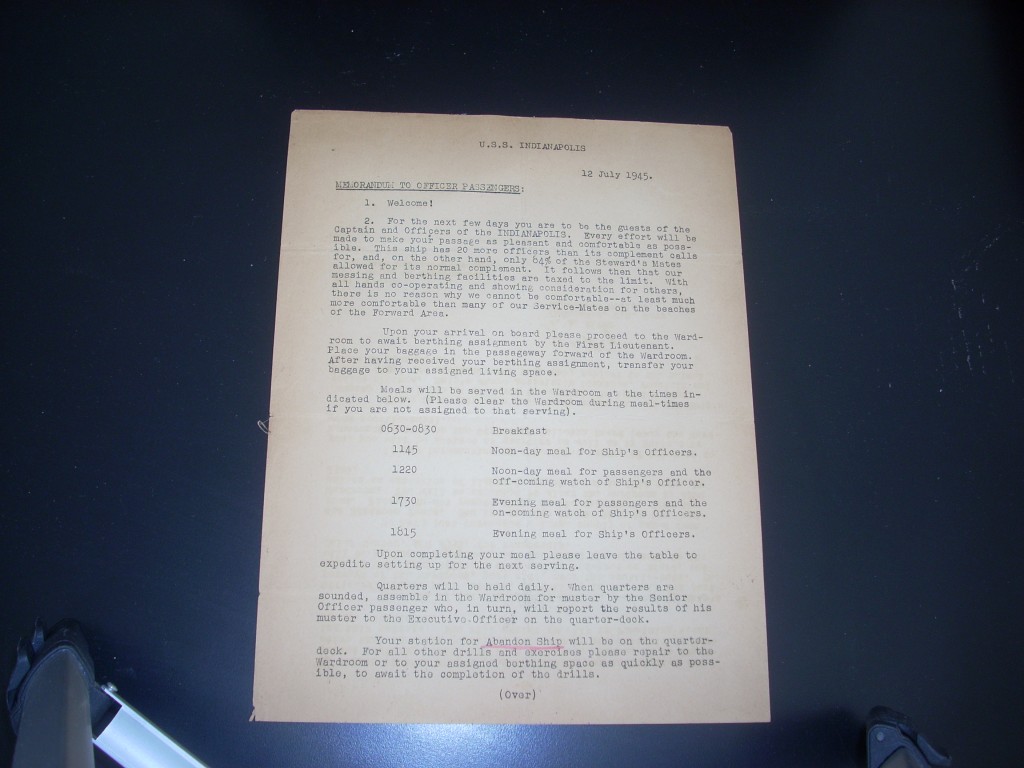 U.S.S. INDIANAPOLIS
12 July 1945.
MEMORANDUM TO OFFICER PASSENGERS:
1. Welcome!
2. For the next few days you are to be the guests of the
Captain and Officers of the INDIANAPOLIS. Every effort will be
made to make your passage as pleasant and comfortable as poss-
ible. This ship has 20 more officers than its complement calls
for, and, on the other hand, only 64% of the Steward's Mates
allowed for its normal complement. It follows then that our
messing and berthing facilities are taxed to the limit. With
all hands co-operating and showing consideration for others,
there is no reason why we cannot be comfortable--at least much
more comfortable than many of our Service-Mates on the beaches
of the Forward Area.
Upon your arrival on board please proceed to the Ward-
room to await berthing assignment by the First Lieutenant.
Place your baggage in the passageway forward of the Wardroom.
After having received your berthing assignment, transfer your
baggage to your assigned living space.
Meals will be served in the Wardroom at the times in-
dicated below. (Please clear the Wardroom during meal-times
if you are not assigned to that serving).
0630-0830 Breakfast
1145 Noon-day meal for Ship's Officers.
1220 Noon-day meal for passengers and the
off-coming watch of Ship's Officer.
1730 Evening meal for passengers and the
on-coming watch of Ship's Officers.
1815 Evening meal for Ship's Officers.
Upon completing your meal please leave the table to
expedite setting up for the next serving.
Quarters will be held daily. When quarters are
sounded, assemble in the Wardroom for muster by the Senior
Officer passenger who, in turn, will report the results of his
muster to the Executive Officer on the quarter-deck.
Your station for Abandon Ship will be on the quarter-
deck. For all other drills and exercises please repair to the
Wardroom or to your assigned berthing space as quickly as poss-
ible, to await the completion of the drills.
(Over)